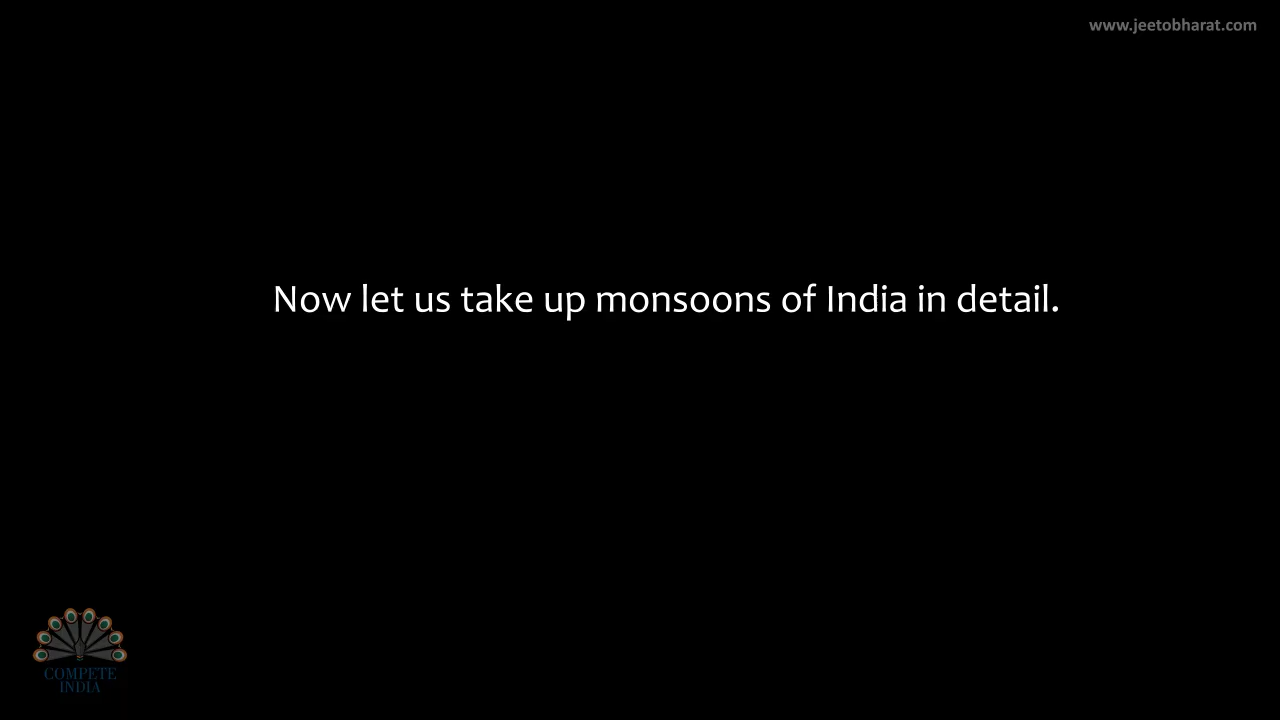 www.jeetobharat.com
Now let us take up monsoons of India in detail.
COMPETE
INDIA